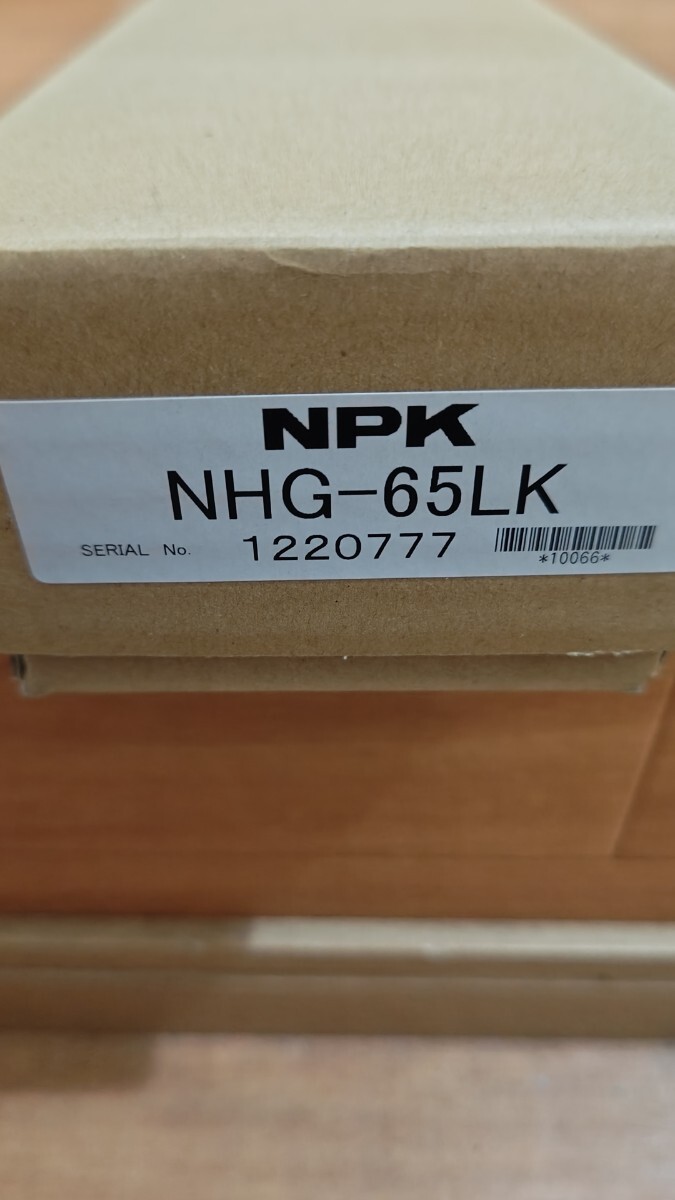 NPK
NHG-65LK
SERIAL No. 1220777
*10066*